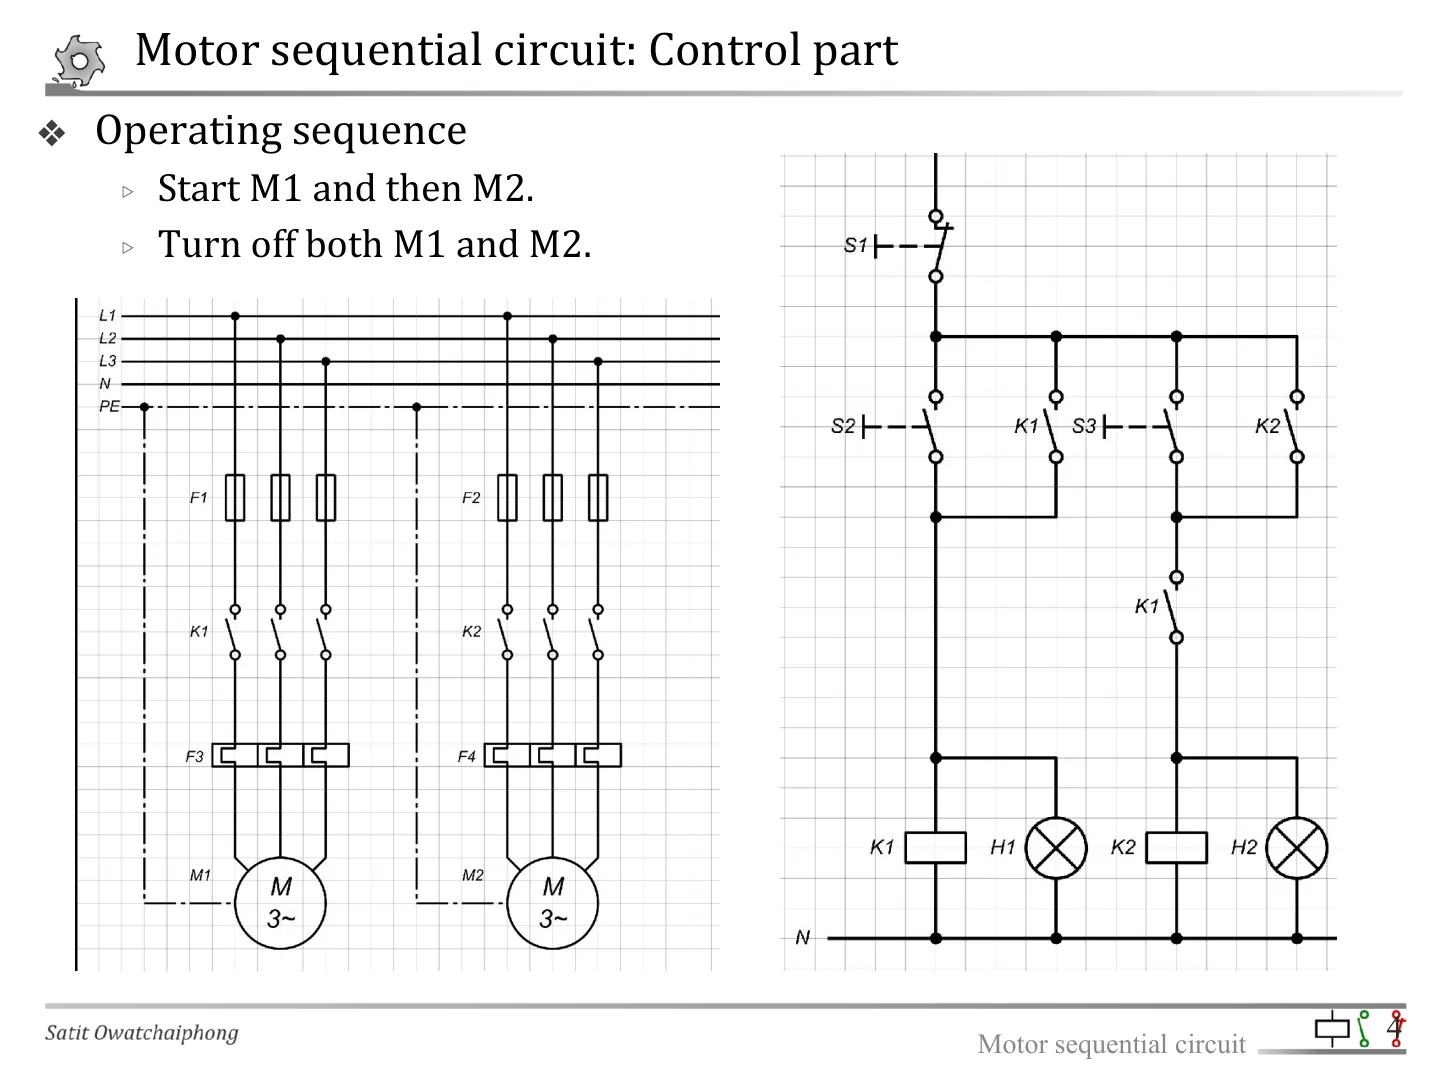 Motor sequential circuit: Control part
Operating sequence
Start M1 and then M2.
Turn off both M1 and M2.
L1
L2
L3
N
PE
F1
F2
K1
K2
F3
F4
M1
M
3~
M2
M
3~
S1
S2
K1
S3
K2
K1
K1
H1
K2
H2
N
Satit Owatchaiphong
Motor sequential circuit
4